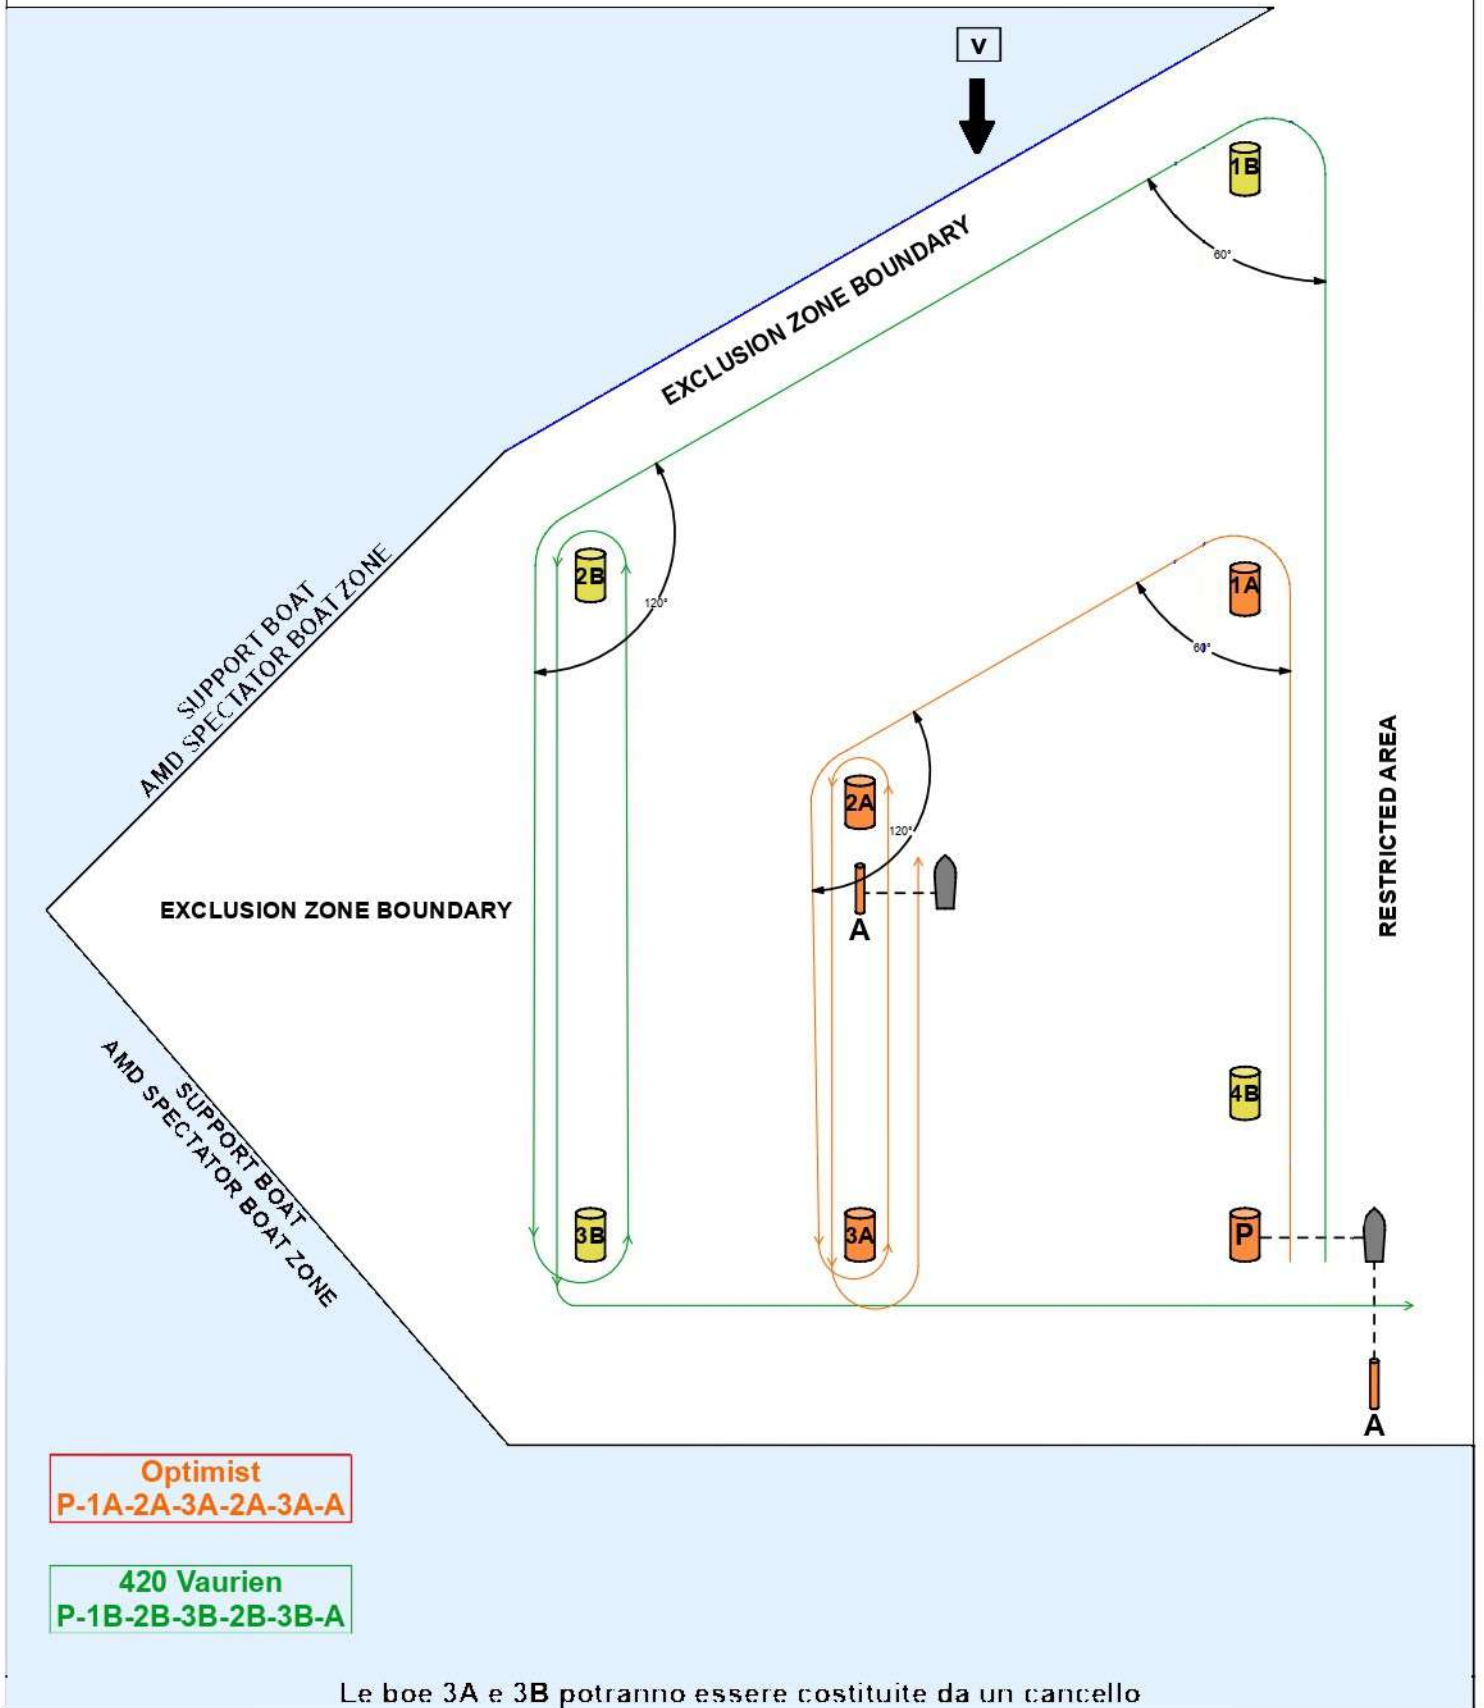 v
1B
60°
EXCLUSION ZONE BOUNDARY
2B
120°
1A
60°
SUPPORT BOAT
AMD SPECTATOR BOAT ZONE
2A
120°
A
RESTRICTED AREA
EXCLUSION ZONE BOUNDARY
SUPPORT BOAT
AMD SPECTATOR BOAT ZONE
4B
3B
3A
P
A
Optimist
P-1A-2A-3A-2A-3A-A
420 Vaurien
P-1B-2B-3B-2B-3B-A
Le boe 3A e 3B potranno essere costituite da un cancello